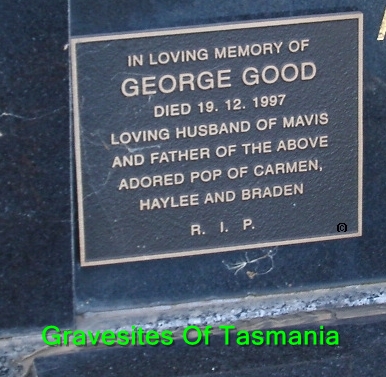 IN LOVING MEMORY OF
GEORGE GOOD
DIED 19. 12. 1997
LOVING HUSBAND OF MAVIS
AND FATHER OF THE ABOVE
ADORED POP OF CARMEN,
HAYLEE AND BRADEN
R. I. P.
©
Gravesites Of Tasmania